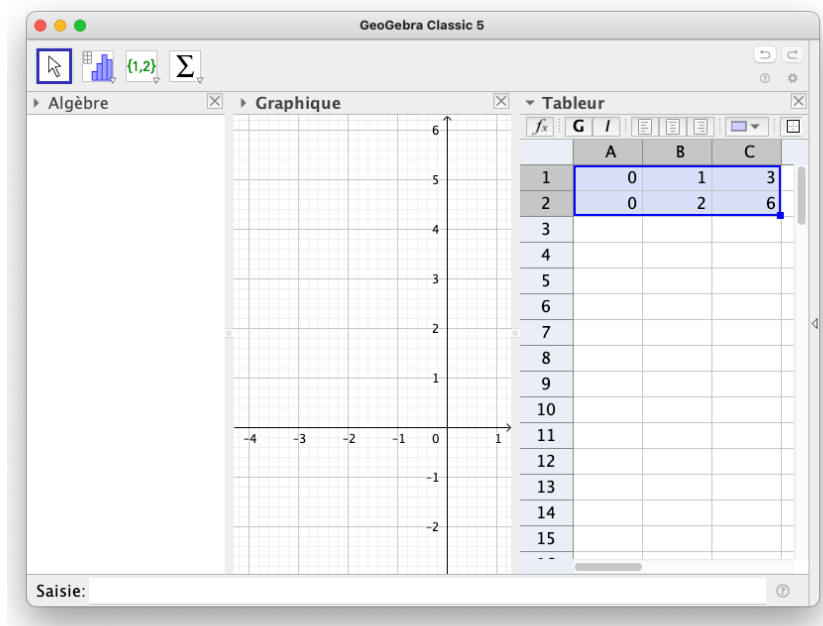 GeoGebra Classic 5
{1,2} Σ
Algèbre
Graphique
Tableur
fx G I
6
5
4
3
2
1
-4 -3 -2 -1 0 1
-1
-2
A B C
1 0 1 3
2 0 2 6
3
4
5
6
7
8
9
10
11
12
13
14
15
Saisie: